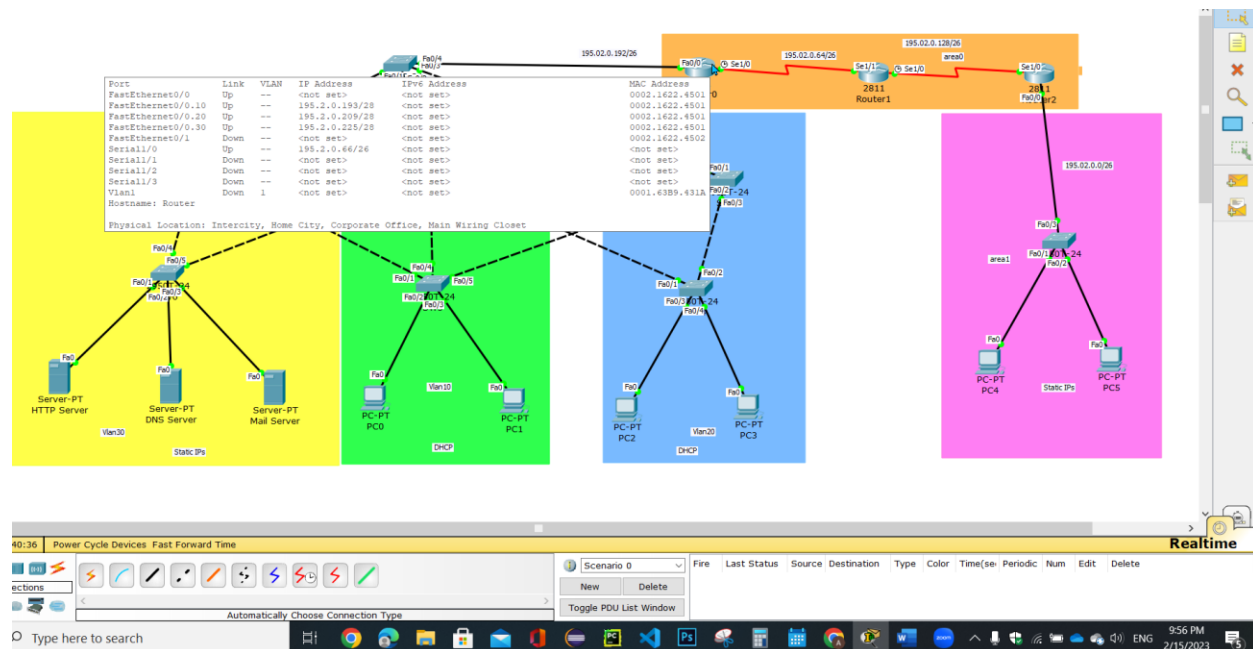 Fa0/4
Fa0/3
195.02.0.192/26
Fa0/0
Se1/0
195.02.0.64/26
195.02.0.128/26
area0
Se1/1
Se1/0
2811
Router1
Se1/0
Fa0/0
Port Link VLAN IP Address IPv6 Address MAC Address
FastEthernet0/0 Up -- <not set> <not set> 0002.1622.4501
FastEthernet0/0.10 Up -- 195.2.0.193/28 <not set> 0002.1622.4501
FastEthernet0/0.20 Up -- 195.2.0.209/28 <not set> 0002.1622.4501
FastEthernet0/0.30 Up -- 195.2.0.225/28 <not set> 0002.1622.4501
FastEthernet0/1 Down -- <not set> <not set> 0002.1622.4502
Serial1/0 Up -- 195.2.0.66/26 <not set> <not set>
Serial1/1 Down -- <not set> <not set> <not set>
Serial1/2 Down -- <not set> <not set> <not set>
Serial1/3 Down -- <not set> <not set> <not set>
Vlan1 Down 1 <not set> <not set> 0001.63B9.431A
Hostname: Router
Physical Location: Intercity, Home City, Corporate Office, Main Wiring Closet
Fa0/1
Fa0/2
Fa0/3
195.02.0.0/26
Fa0/4
Fa0/5
Fa0/1
Fa0/3
Fa0/4
Fa0/1
Fa0/5
Fa0/2
Fa0/3
Fa0/2
Fa0/1
Fa0/3
Fa0/4
Fa0/3
area1
Fa0/1
Fa0/2
Fa0
Server-PT
HTTP Server
Fa0
Server-PT
DNS Server
Fa0
Server-PT
Mail Server
Vlan30
Static IPs
Fa0
PC-PT
PC0
Vlan10
Fa0
PC-PT
PC1
DHCP
Fa0
PC-PT
PC2
Fa0
PC-PT
PC3
Vlan20
DHCP
Fa0
PC-PT
PC4
Static IPs
Fa0
PC-PT
PC5
40:36 Power Cycle Devices Fast Forward Time
Realtime
ections
Automatically Choose Connection Type
Scenario 0
New Delete
Toggle PDU List Window
Fire Last Status Source Destination Type Color Time(se Periodic Num Edit Delete
Type here to search
ENG
9:56 PM
2/15/2023